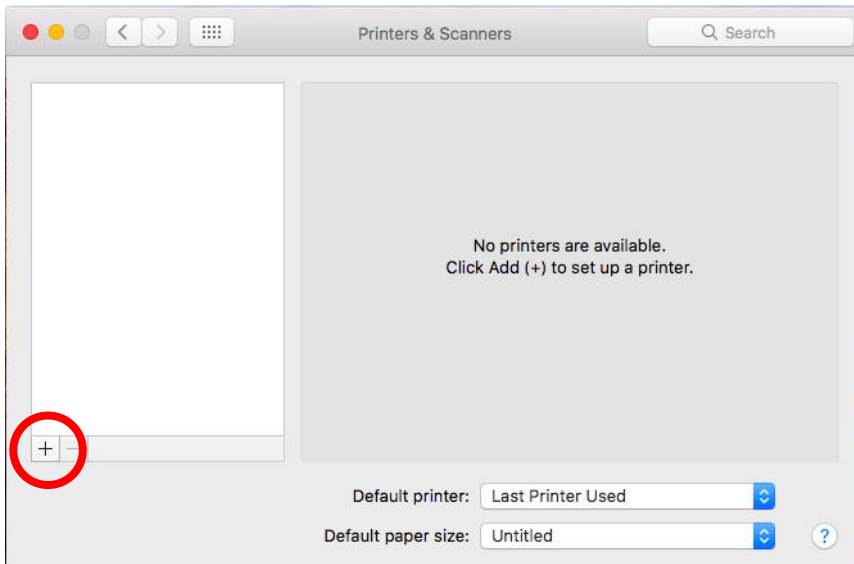 Printers & Scanners
Search
No printers are available.
Click Add (+) to set up a printer.
+ −
Default printer: Last Printer Used
Default paper size: Untitled
?